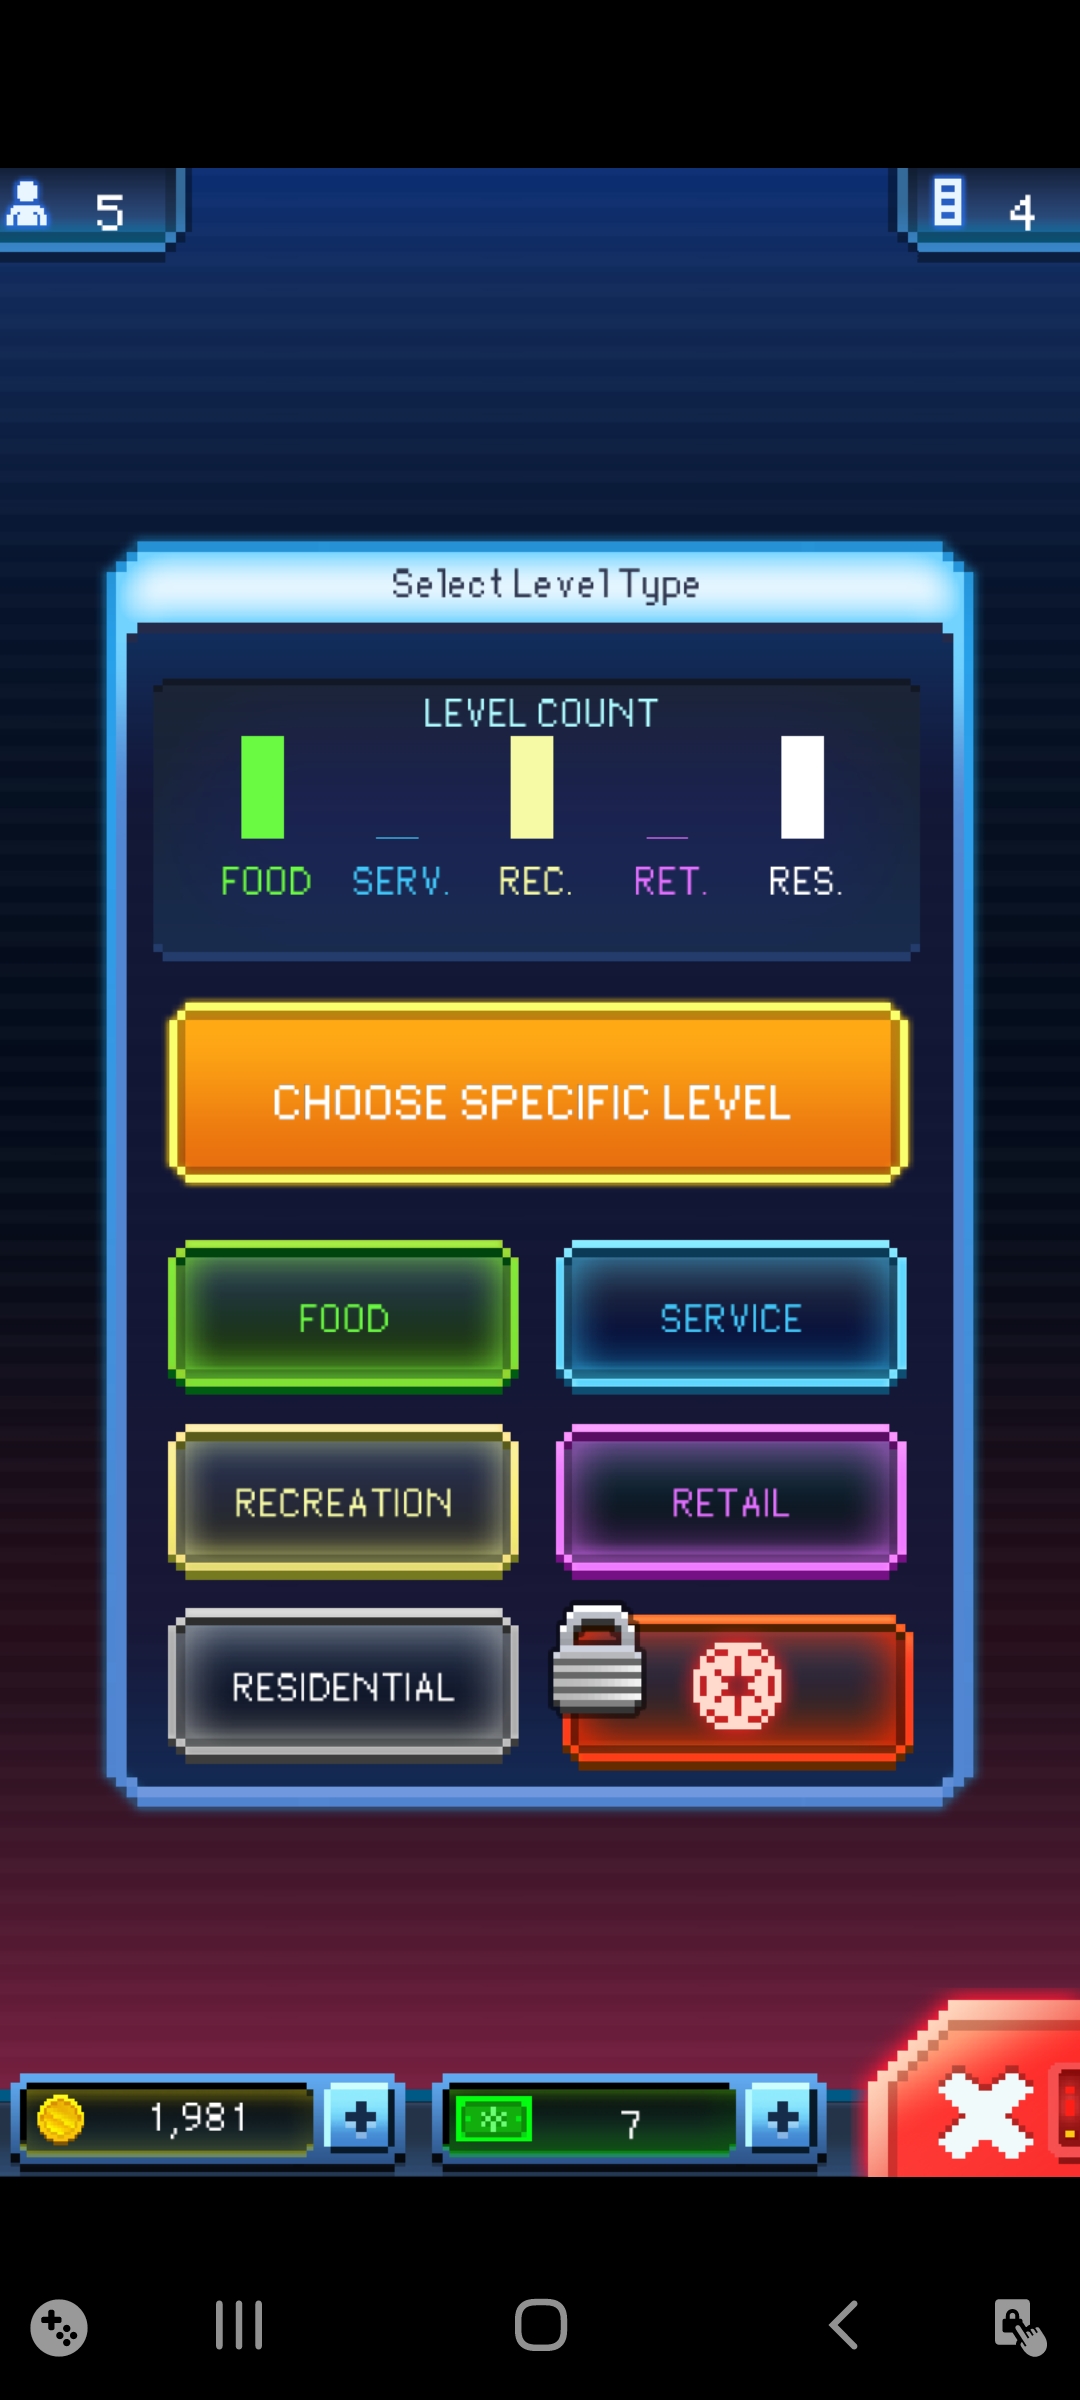 5
4
Select Level Type
LEVEL COUNT
FOOD SERV. REC. RET. RES.
CHOOSE SPECIFIC LEVEL
FOOD SERVICE
RECREATION RETAIL
RESIDENTIAL
1,981 7